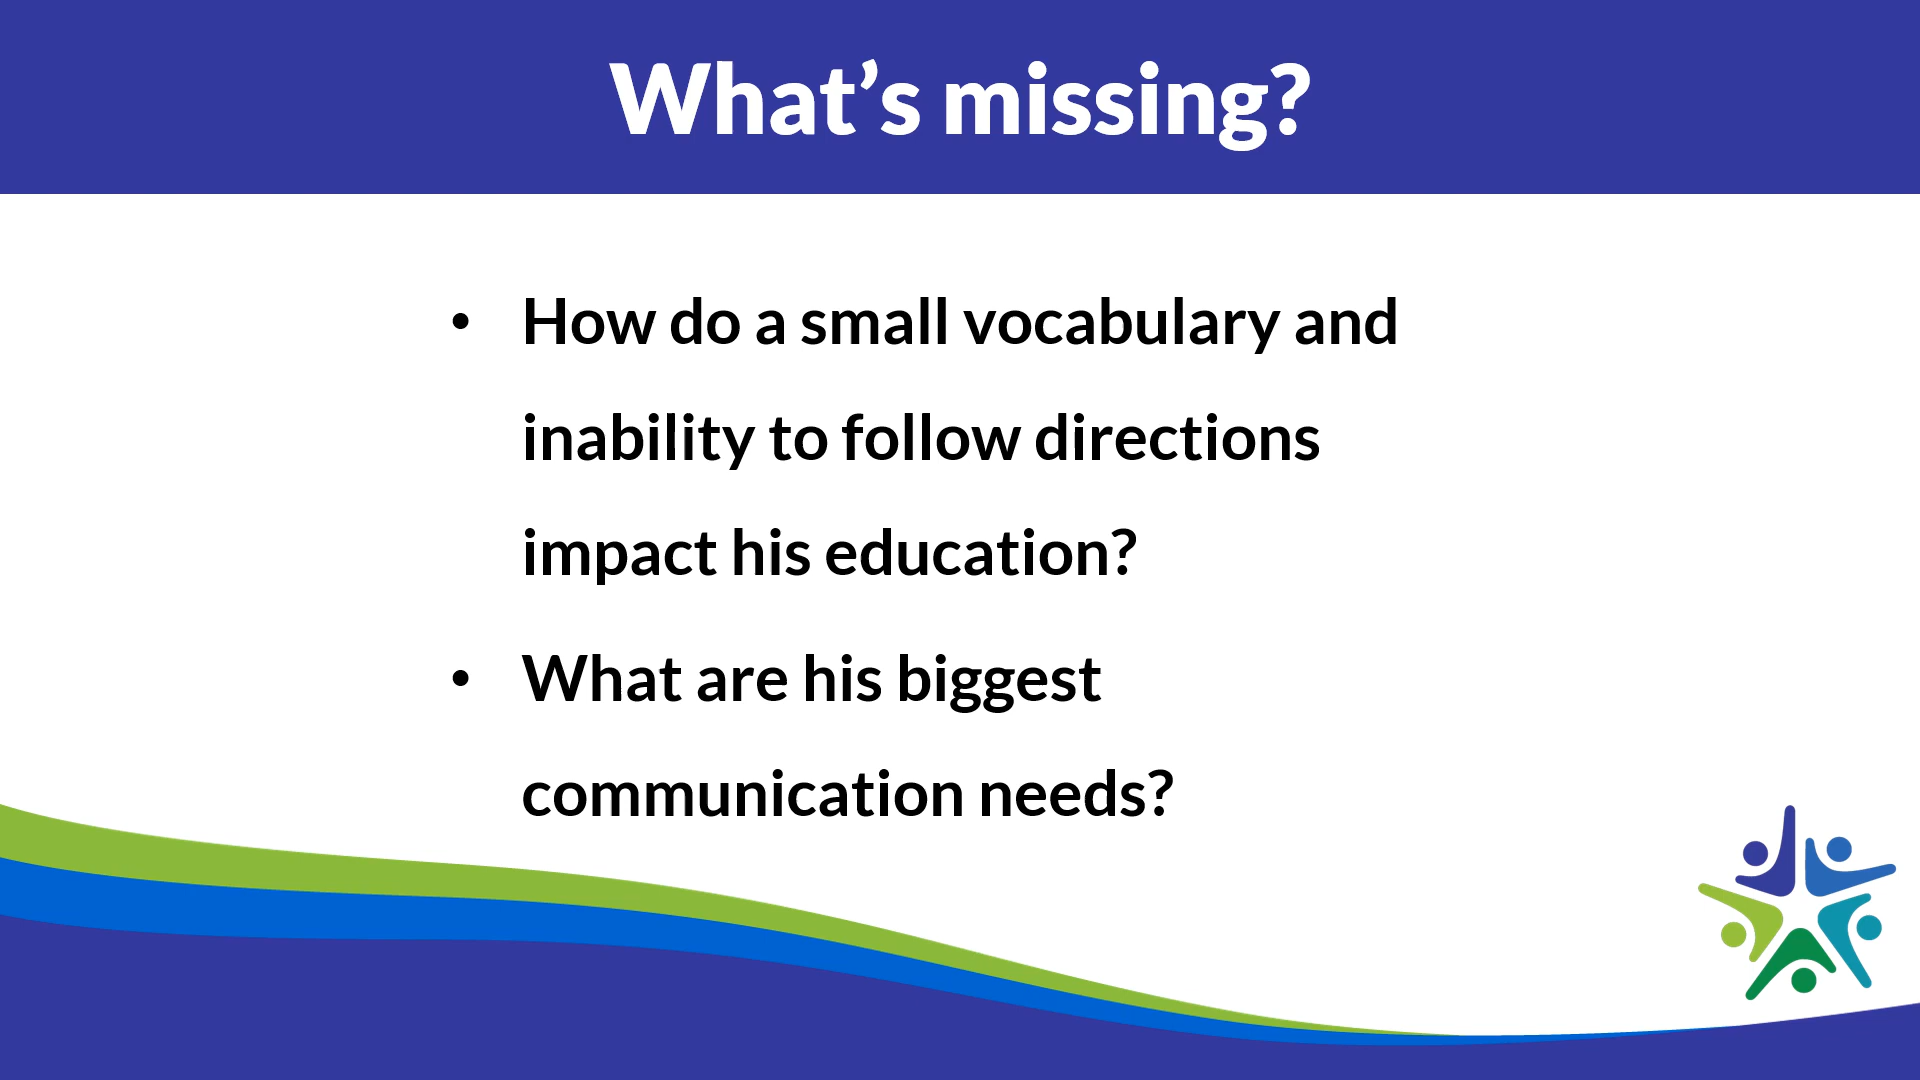 What’s missing?
• How do a small vocabulary and
inability to follow directions
impact his education?
• What are his biggest
communication needs?